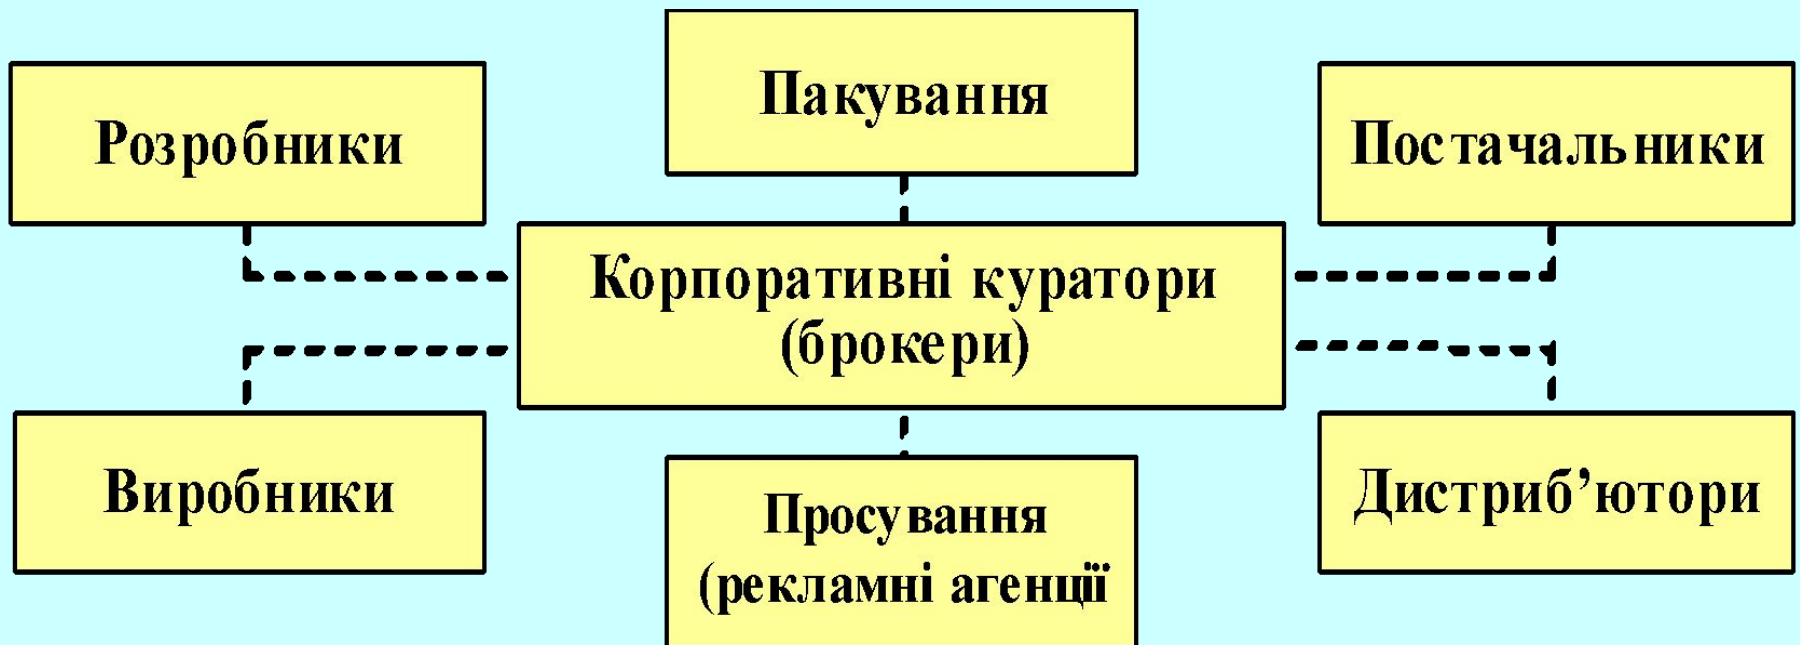 Пакування
Розробники
Постачальники
Корпоративні куратори
(брокери)
Виробники
Просування
(рекламні агенції
Дистриб’ютори